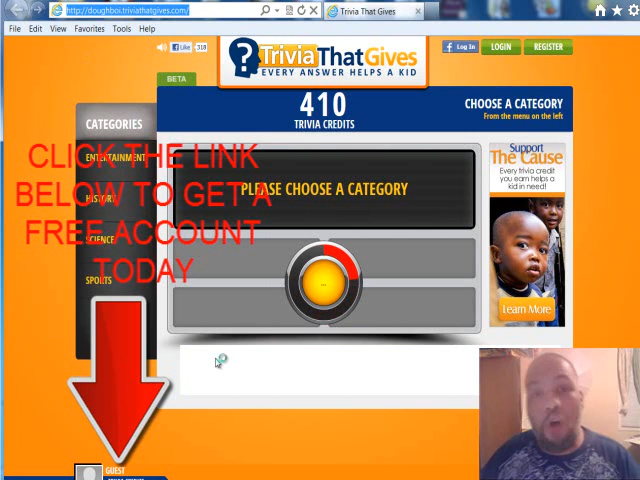 http://doughboi.triviathatgives.com/
Trivia That Gives
File Edit View Favorites Tools Help
Like 318
TriviaThatGives
EVERY ANSWER HELPS A KID
Log In
LOGIN
REGISTER
BETA
410
TRIVIA CREDITS
CHOOSE A CATEGORY
From the menu on the left
CATEGORIES
ENTERTAINMENT
HISTORY
SCIENCE
SPORTS
CLICK THE LINK
BELOW TO GET A
FREE ACCOUNT
TODAY
PLEASE CHOOSE A CATEGORY
...
Support
The Cause
Every trivia credit
you earn helps a
kid in need!
Learn More
GUEST